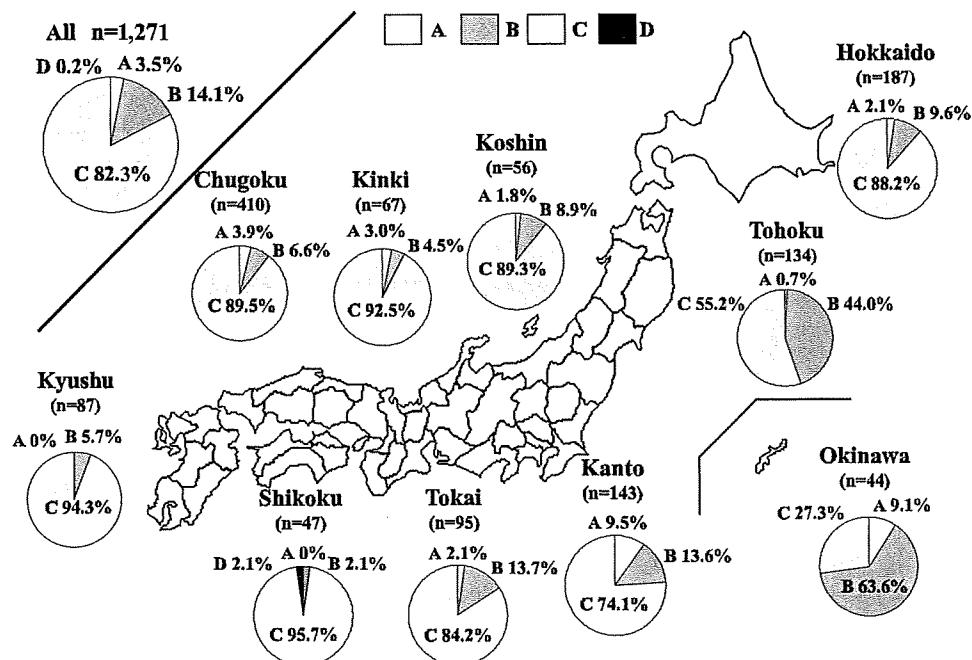 All n=1,271
D 0.2% A 3.5%
B 14.1%
C 82.3%
A B C D
Hokkaido
(n=187)
A 2.1% B 9.6%
C 88.2%
Koshin
(n=56)
A 1.8%
B 8.9%
C 89.3%
Chugoku
(n=410)
A 3.9%
B 6.6%
C 89.5%
Kinki
(n=67)
A 3.0%
B 4.5%
C 92.5%
Tohoku
(n=134)
A 0.7%
C 55.2% B 44.0%
Kyushu
(n=87)
A 0% B 5.7%
C 94.3%
Shikoku
(n=47)
A 0%
D 2.1% B 2.1%
C 95.7%
Tokai
(n=95)
A 2.1%
B 13.7%
C 84.2%
Kanto
(n=143)
A 9.5%
B 13.6%
C 74.1%
Okinawa
(n=44)
C 27.3% A 9.1%
B 63.6%